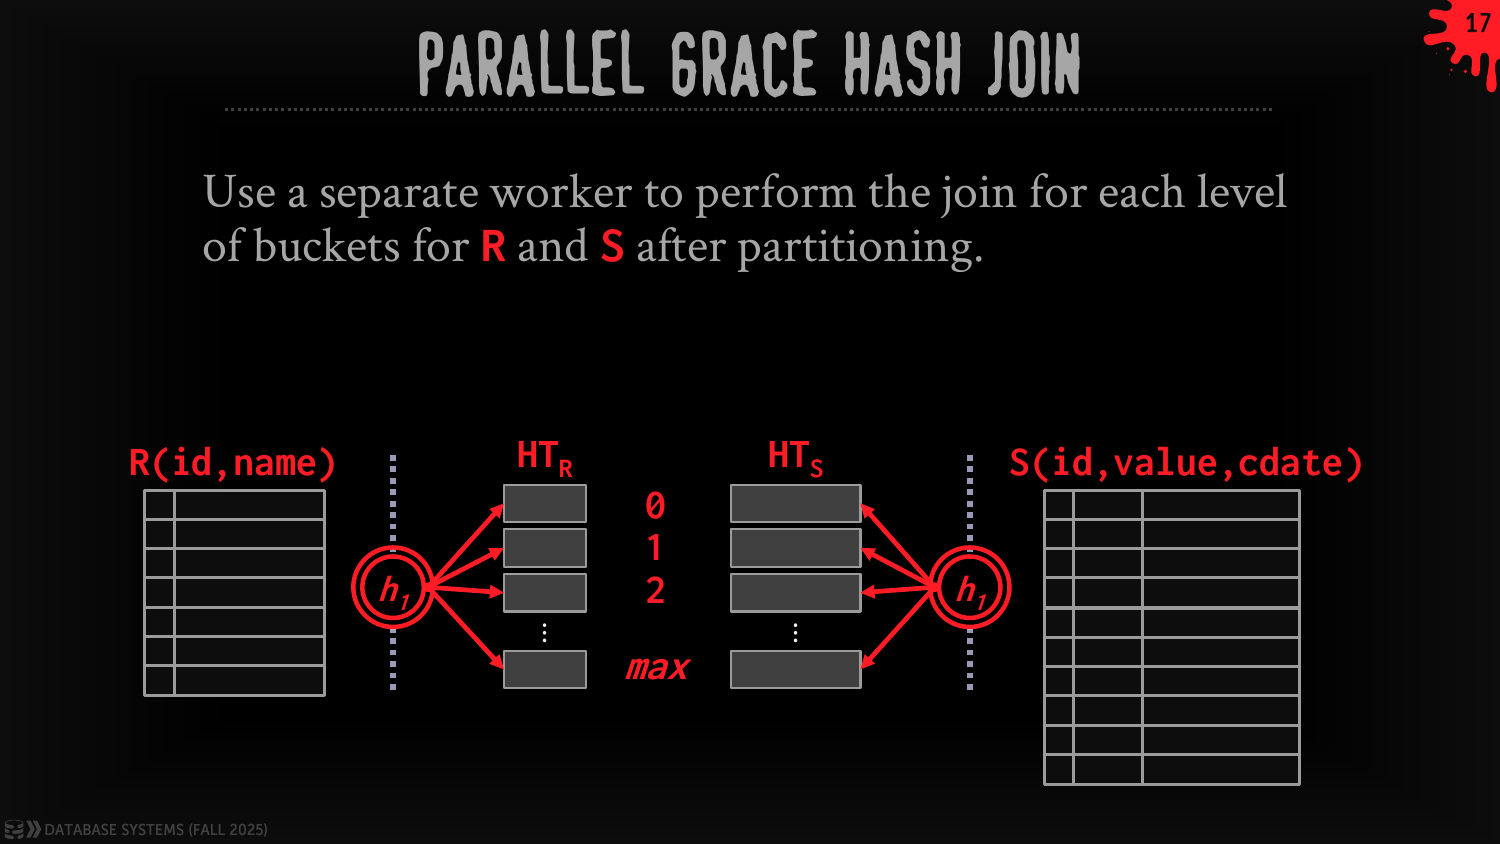 17
PARALLEL GRACE HASH JOIN
Use a separate worker to perform the join for each level
of buckets for R and S after partitioning.
R(id,name)
HTR
HTS
S(id,value,cdate)
0
1
2
h1
h1
⋮
⋮
max
DATABASE SYSTEMS (FALL 2025)